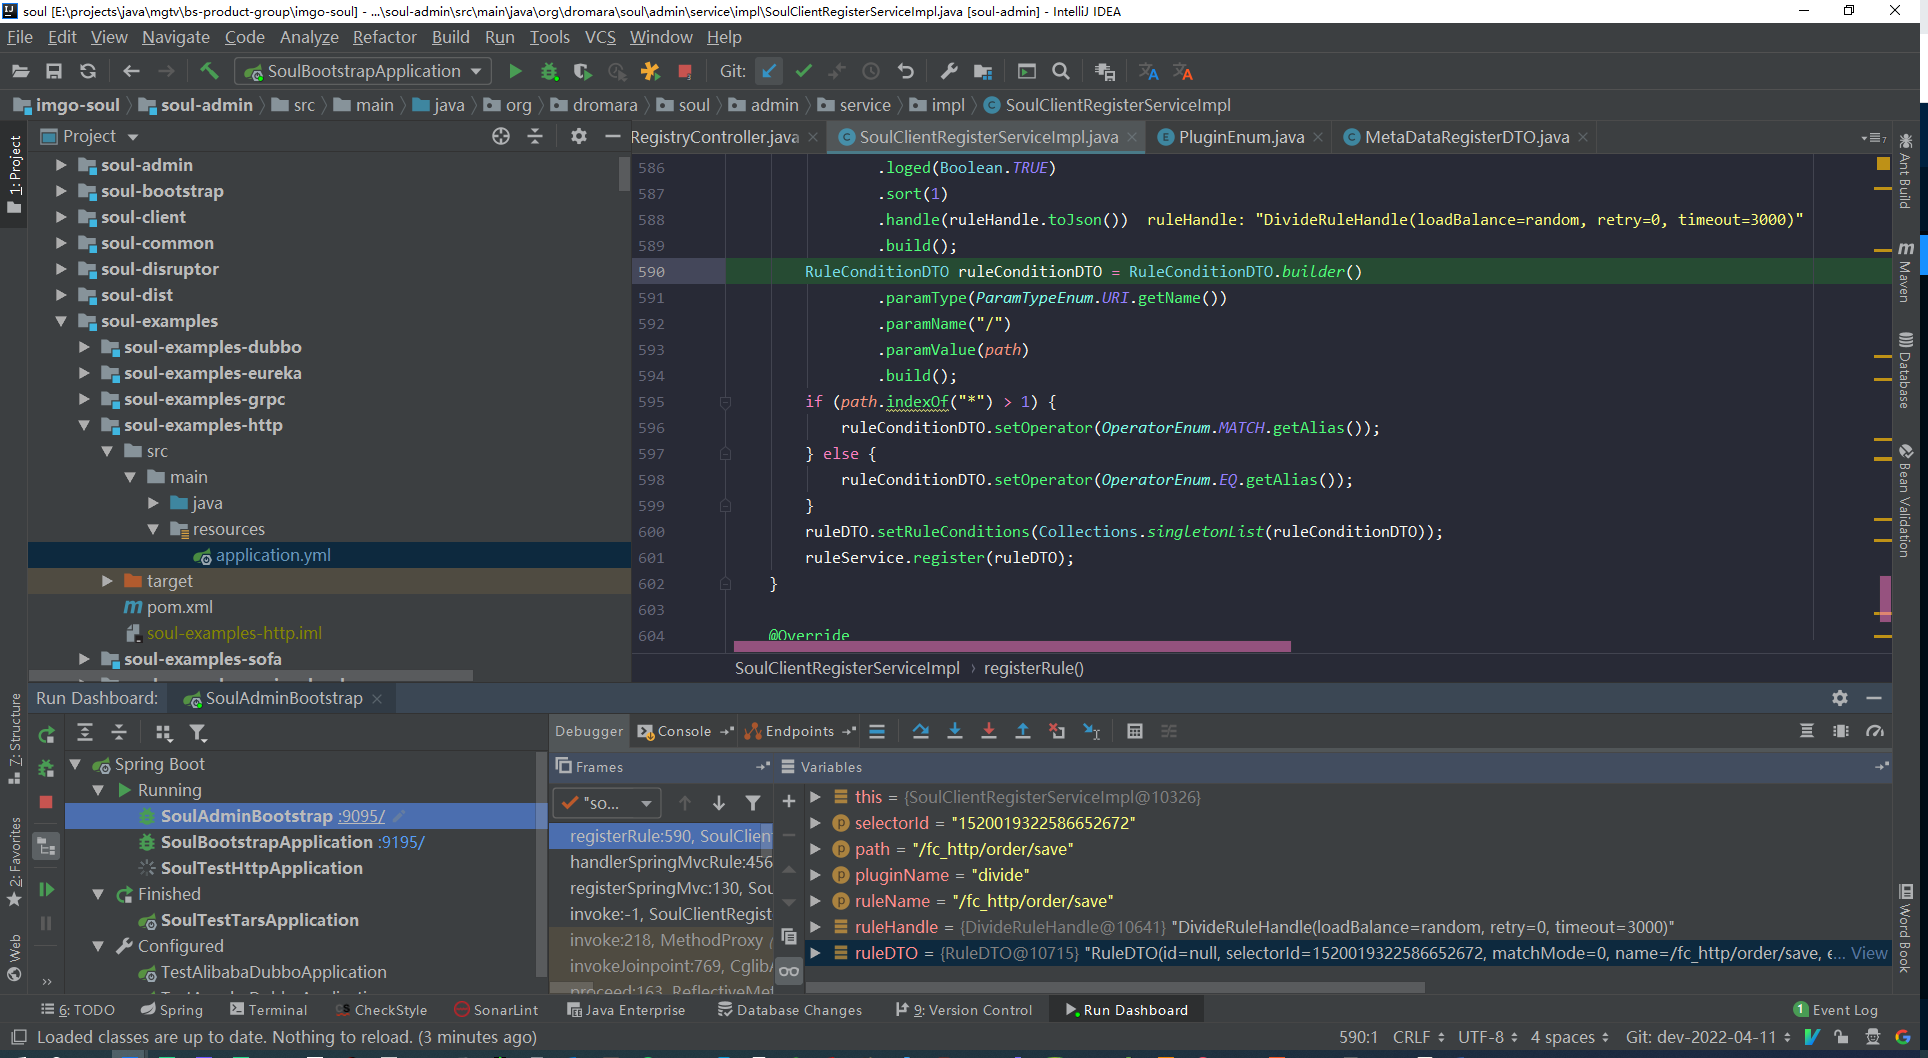 soul [E:\projects\java\mgtv\bs-product-group\imgo-soul] - ...\soul-admin\src\main\java\org\dromara\soul\admin\service\impl\SoulClientRegisterServiceImpl.java [soul-admin] - IntelliJ IDEA
File Edit View Navigate Code Analyze Refactor Build Run Tools VCS Window Help
SoulBootstrapApplication Git:
imgo-soul soul-admin src main java org dromara soul admin service impl SoulClientRegisterServiceImpl
Project
RegistryController.java SoulClientRegisterServiceImpl.java PluginEnum.java MetaDataRegisterDTO.java
1: Project
soul-admin
soul-bootstrap
soul-client
soul-common
soul-disruptor
soul-dist
soul-examples
soul-examples-dubbo
soul-examples-eureka
soul-examples-grpc
soul-examples-http
src
main
java
resources
application.yml
target
pom.xml
soul-examples-http.iml
soul-examples-sofa
586 .loged(Boolean.TRUE)
587 .sort(1)
588 .handle(ruleHandle.toJson()) ruleHandle: "DivideRuleHandle(loadBalance=random, retry=0, timeout=3000)"
589 .build();
590 RuleConditionDTO ruleConditionDTO = RuleConditionDTO.builder()
591 .paramType(ParamTypeEnum.URI.getName())
592 .paramName("/")
593 .paramValue(path)
594 .build();
595 if (path.indexOf("*") > 1) {
596 ruleConditionDTO.setOperator(OperatorEnum.MATCH.getAlias());
597 } else {
598 ruleConditionDTO.setOperator(OperatorEnum.EQ.getAlias());
599 }
600 ruleDTO.setRuleConditions(Collections.singletonList(ruleConditionDTO));
601 ruleService.register(ruleDTO);
602 }
603
604 @Override
SoulClientRegisterServiceImpl › registerRule()
Ant Build
Maven
Database
Bean Validation
Word Book
Run Dashboard: SoulAdminBootstrap
7: Structure
2: Favorites
Web
Spring Boot
Running
SoulAdminBootstrap :9095/
SoulBootstrapApplication :9195/
SoulTestHttpApplication
Finished
SoulTestTarsApplication
Configured
TestAlibabaDubboApplication
Debugger Console Endpoints
Frames
"so...
registerRule:590, SoulClient
handlerSpringMvcRule:456
registerSpringMvc:130, Sou
invoke:-1, SoulClientRegist
invoke:218, MethodProxy (
invokeJoinpoint:769, CglibA
proceed:163, ReflectiveMet
Variables
this = {SoulClientRegisterServiceImpl@10326}
selectorId = "1520019322586652672"
path = "/fc_http/order/save"
pluginName = "divide"
ruleName = "/fc_http/order/save"
ruleHandle = {DivideRuleHandle@10641} "DivideRuleHandle(loadBalance=random, retry=0, timeout=3000)"
ruleDTO = {RuleDTO@10715} "RuleDTO(id=null, selectorId=1520019322586652672, matchMode=0, name=/fc_http/order/save, e... View
6: TODO Spring Terminal CheckStyle SonarLint Java Enterprise Database Changes 9: Version Control Run Dashboard 1 Event Log
Loaded classes are up to date. Nothing to reload. (3 minutes ago) 590:1 CRLF UTF-8 4 spaces Git: dev-2022-04-11